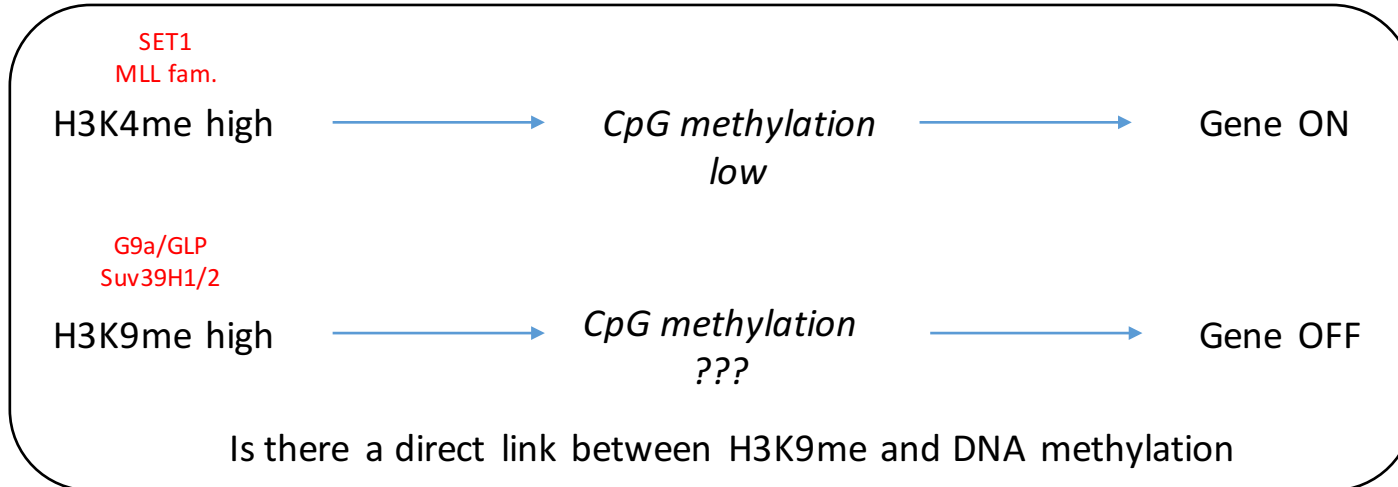 SET1
MLL fam.
H3K4me high
CpG methylation
low
Gene ON
G9a/GLP
Suv39H1/2
H3K9me high
CpG methylation
???
Gene OFF
Is there a direct link between H3K9me and DNA methylation